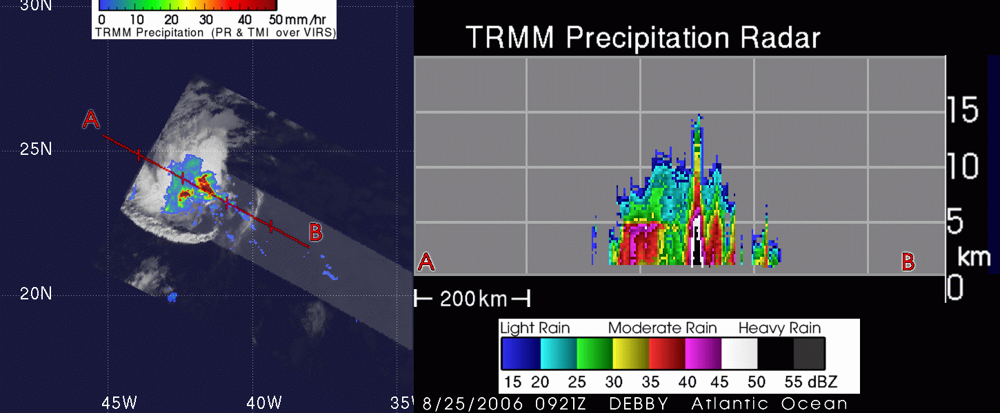 30N
0 10 20 30 40 50 mm/hr
TRMM Precipitation (PR & TMI over VIRS)
A
25N
B
20N
45W 40W 35
TRMM Precipitation Radar
15
10
5
km
A B
0
200km
Light Rain Moderate Rain Heavy Rain
15 20 25 30 35 40 45 50 55 dBZ
8/25/2006 0921Z DEBBY Atlantic Ocean